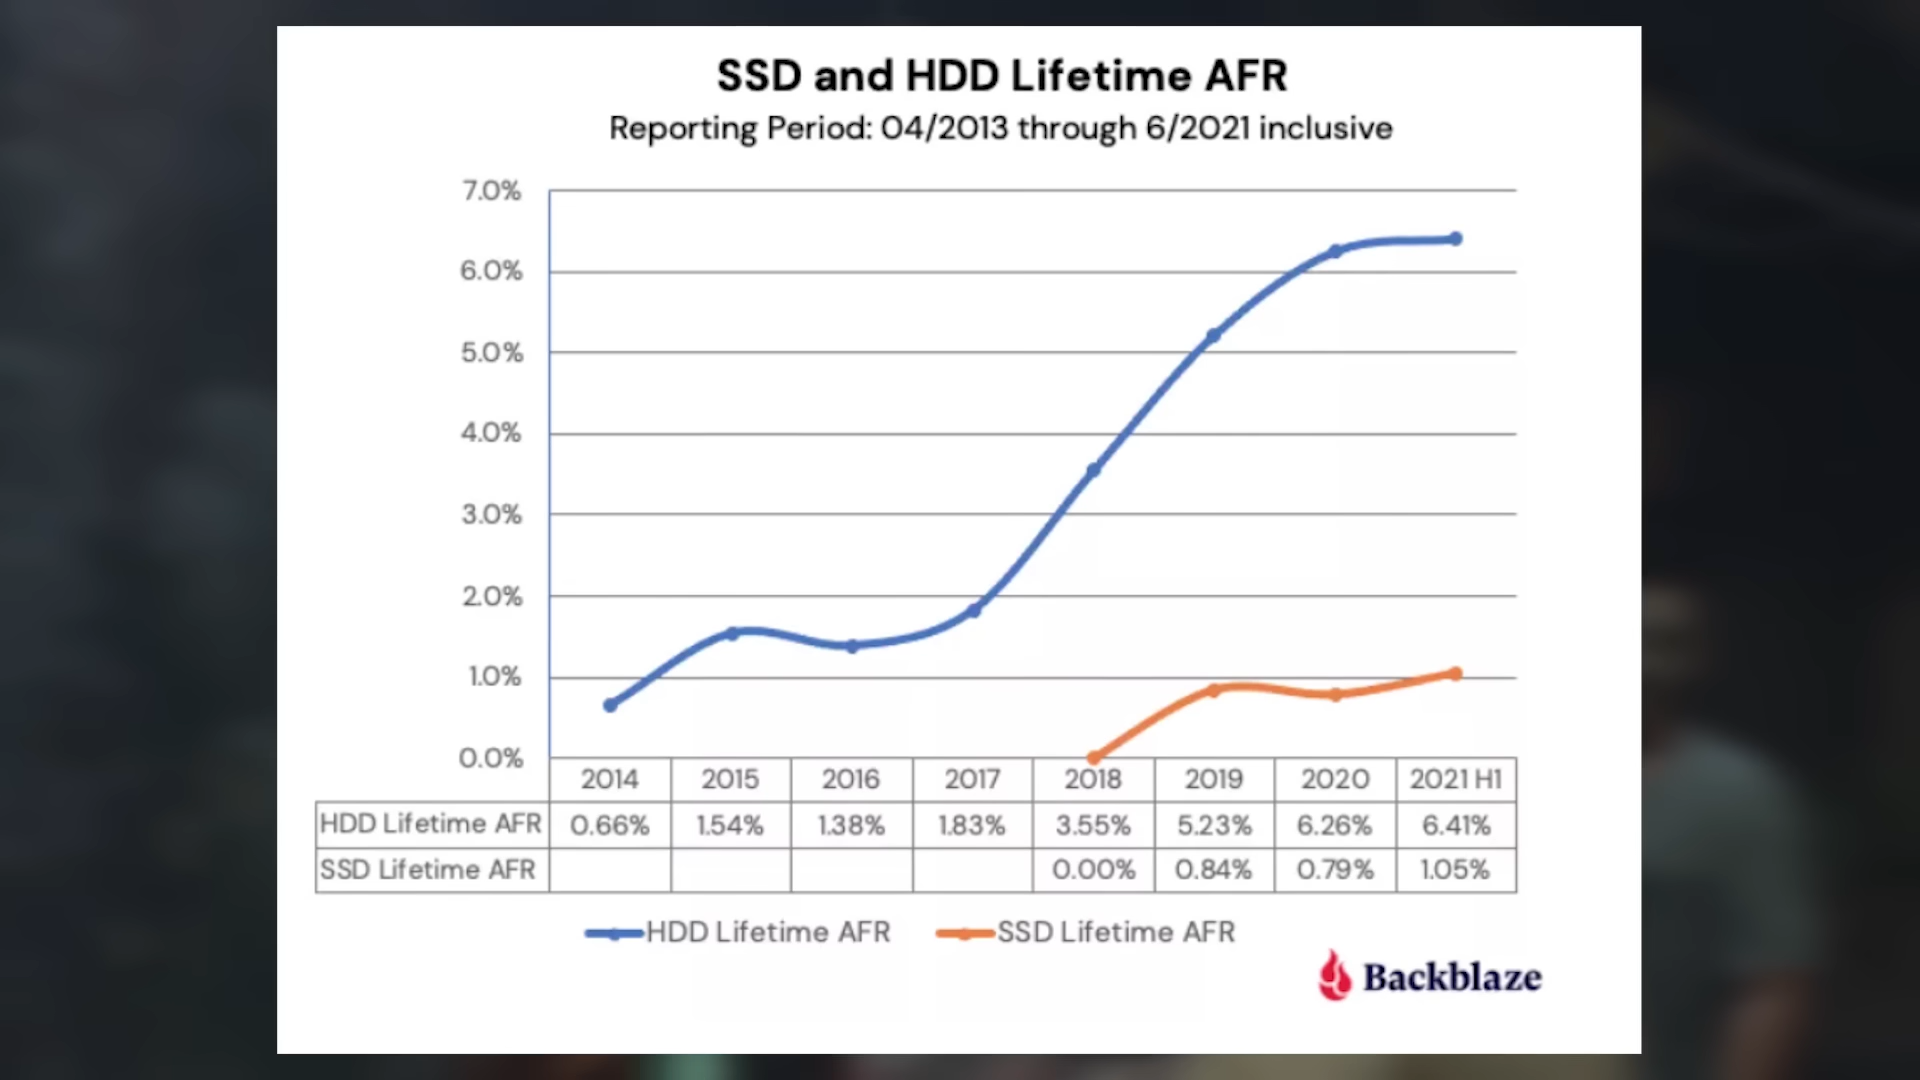 SSD and HDD Lifetime AFR
Reporting Period: 04/2013 through 6/2021 inclusive
7.0%
6.0%
5.0%
4.0%
3.0%
2.0%
1.0%
0.0%
2014 2015 2016 2017 2018 2019 2020 2021 H1
HDD Lifetime AFR 0.66% 1.54% 1.38% 1.83% 3.55% 5.23% 6.26% 6.41%
SSD Lifetime AFR 0.00% 0.84% 0.79% 1.05%
HDD Lifetime AFR SSD Lifetime AFR
Backblaze